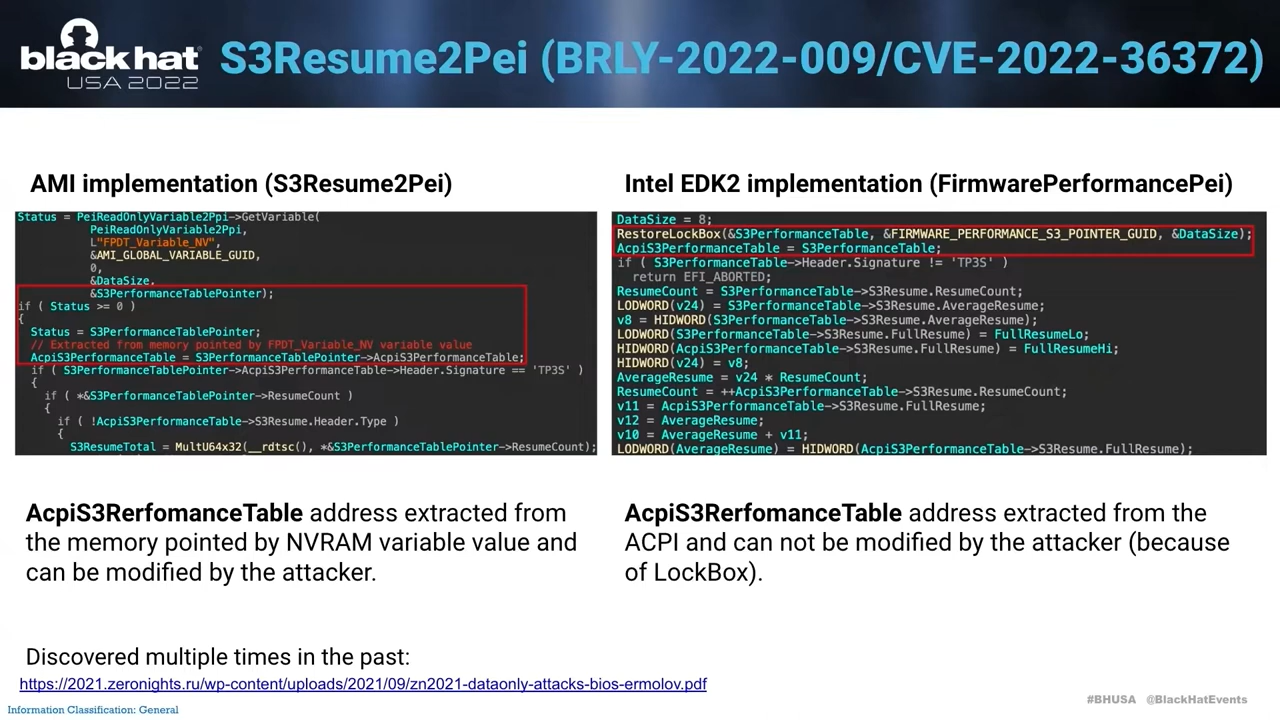 black hat
USA 2022
S3Resume2Pei (BRLY-2022-009/CVE-2022-36372)
AMI implementation (S3Resume2Pei)
Status = PeiReadOnlyVariable2Ppi->GetVariable(
PeiReadOnlyVariable2Ppi,
L"FPDT_Variable_NV",
&AMI_GLOBAL_VARIABLE_GUID,
0,
&DataSize,
&S3PerformanceTablePointer);
if ( Status >= 0 )
{
Status = S3PerformanceTablePointer;
// Extracted from memory pointed by FPDT_Variable_NV variable value
AcpiS3PerformanceTable = S3PerformanceTablePointer->AcpiS3PerformanceTable;
if ( S3PerformanceTablePointer->AcpiS3PerformanceTable->Header.Signature == 'TP3S' )
{
if ( *&S3PerformanceTablePointer->ResumeCount )
{
if ( !AcpiS3PerformanceTable->S3Resume.Header.Type )
{
S3ResumeTotal = MultU64x32(__rdtsc(), *&S3PerformanceTablePointer->ResumeCount);
AcpiS3RerfomanceTable address extracted from
the memory pointed by NVRAM variable value and
can be modified by the attacker.
Intel EDK2 implementation (FirmwarePerformancePei)
DataSize = 8;
RestoreLockBox(&S3PerformanceTable, &FIRMWARE_PERFORMANCE_S3_POINTER_GUID, &DataSize);
AcpiS3PerformanceTable = S3PerformanceTable;
if ( S3PerformanceTable->Header.Signature != 'TP3S' )
return EFI_ABORTED;
ResumeCount = S3PerformanceTable->S3Resume.ResumeCount;
LODWORD(v24) = S3PerformanceTable->S3Resume.AverageResume;
v8 = HIDWORD(S3PerformanceTable->S3Resume.AverageResume);
LODWORD(S3PerformanceTable->S3Resume.FullResume) = FullResumeLo;
HIDWORD(AcpiS3PerformanceTable->S3Resume.FullResume) = FullResumeHi;
HIDWORD(v24) = v8;
AverageResume = v24 * ResumeCount;
ResumeCount = ++AcpiS3PerformanceTable->S3Resume.ResumeCount;
v11 = AcpiS3PerformanceTable->S3Resume.FullResume;
v12 = AverageResume;
v10 = AverageResume + v11;
LODWORD(AverageResume) = HIDWORD(AcpiS3PerformanceTable->S3Resume.FullResume);
AcpiS3RerfomanceTable address extracted from the
ACPI and can not be modified by the attacker (because
of LockBox).
Discovered multiple times in the past:
https://2021.zeronights.ru/wp-content/uploads/2021/09/zn2021-dataonly-attacks-bios-ermolov.pdf
Information Classification: General
#BHUSA @BlackHatEvents